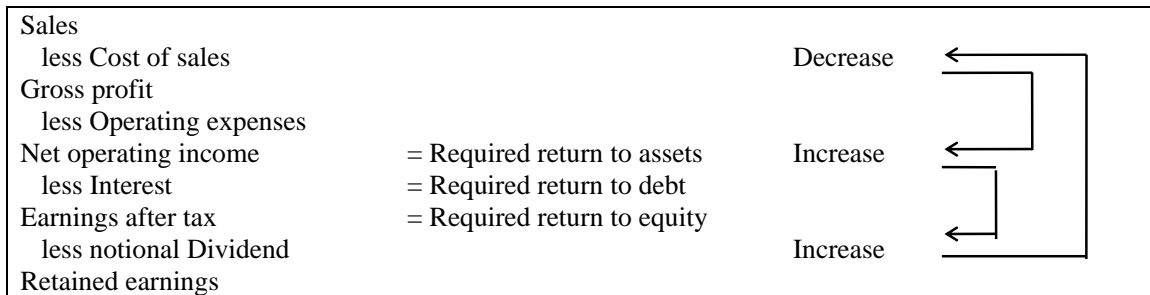 Sales
less Cost of sales Decrease
Gross profit
less Operating expenses
Net operating income = Required return to assets Increase
less Interest = Required return to debt
Earnings after tax = Required return to equity
less notional Dividend Increase
Retained earnings